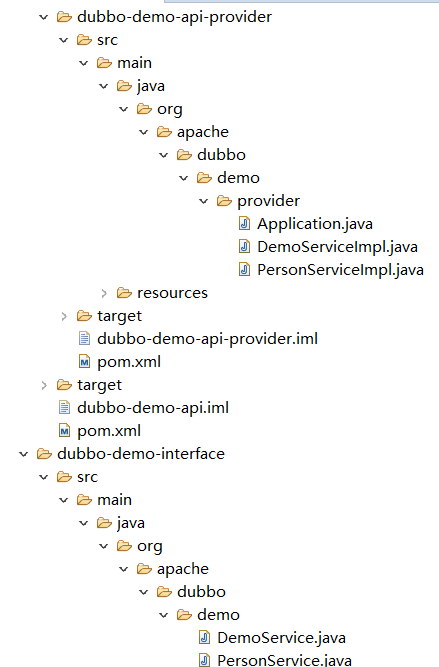 dubbo-demo-api-provider
src
main
java
org
apache
dubbo
demo
provider
Application.java
DemoServiceImpl.java
PersonServiceImpl.java
resources
target
dubbo-demo-api-provider.iml
pom.xml
target
dubbo-demo-api.iml
pom.xml
dubbo-demo-interface
src
main
java
org
apache
dubbo
demo
DemoService.java
PersonService.java